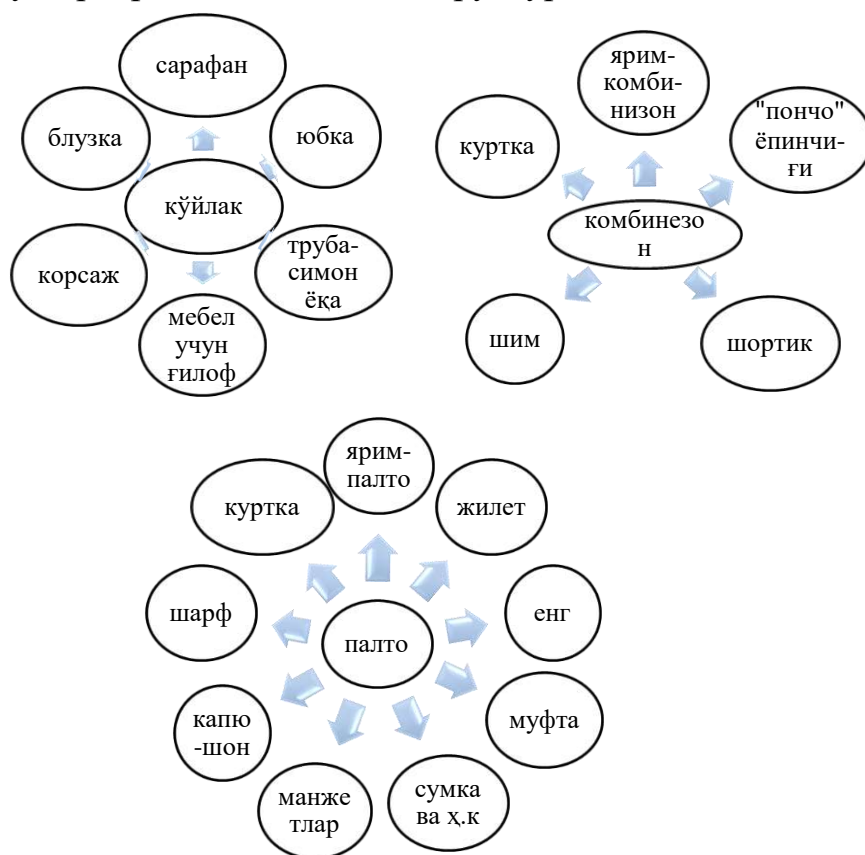 сарафан
блузка
юбка
кўйлак
корсаж
труба-
симон
ёқа
мебел
учун
ғилоф
ярим-
комби-
низон
куртка
"пончо"
ёпинчи-
ғи
комбинезо
н
шим
шортик
ярим-
палто
куртка
жилет
шарф
енг
палто
капю
-шон
муфта
манже
тлар
сумка
ва ҳ.к